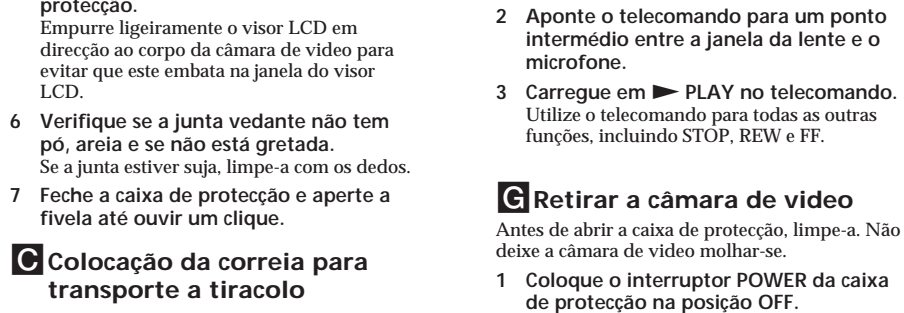 protecção.
Empurre ligeiramente o visor LCD em
direcção ao corpo da câmara de video para
evitar que este embata na janela do visor
LCD.
6 Verifique se a junta vedante não tem
pó, areia e se não está gretada.
Se a junta estiver suja, limpe-a com os dedos.
7 Feche a caixa de protecção e aperte a
fivela até ouvir um clique.
C Colocação da correia para
transporte a tiracolo
2 Aponte o telecomando para um ponto
intermédio entre a janela da lente e o
microfone.
3 Carregue em ▶ PLAY no telecomando.
Utilize o telecomando para todas as outras
funções, incluindo STOP, REW e FF.
G Retirar a câmara de video
Antes de abrir a caixa de protecção, limpe-a. Não
deixe a câmara de video molhar-se.
1 Coloque o interruptor POWER da caixa
de protecção na posição OFF.